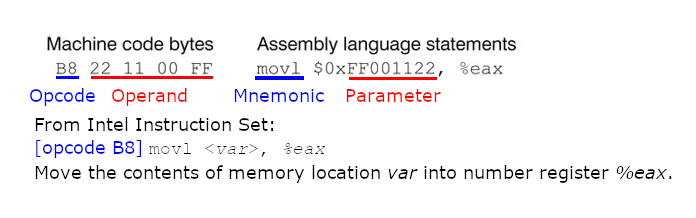 Machine code bytes Assembly language statements
B8 22 11 00 FF movl $0xFF001122, %eax
Opcode Operand Mnemonic Parameter
From Intel Instruction Set:
[opcode B8] movl <var>, %eax
Move the contents of memory location var into number register %eax.